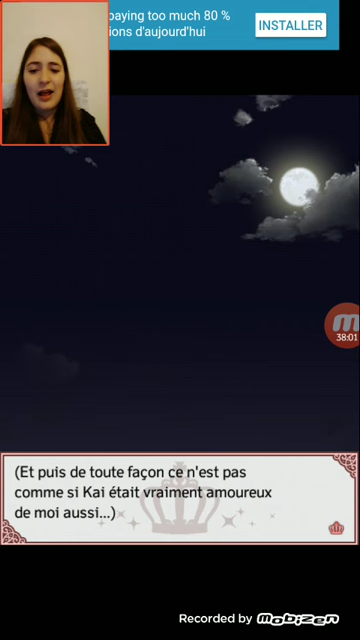 paying too much 80 %
INSTALLER
ions d'aujourd'hui
38:01
(Et puis de toute façon ce n'est pas
comme si Kai était vraiment amoureux
de moi aussi...)
Recorded by Mobizen